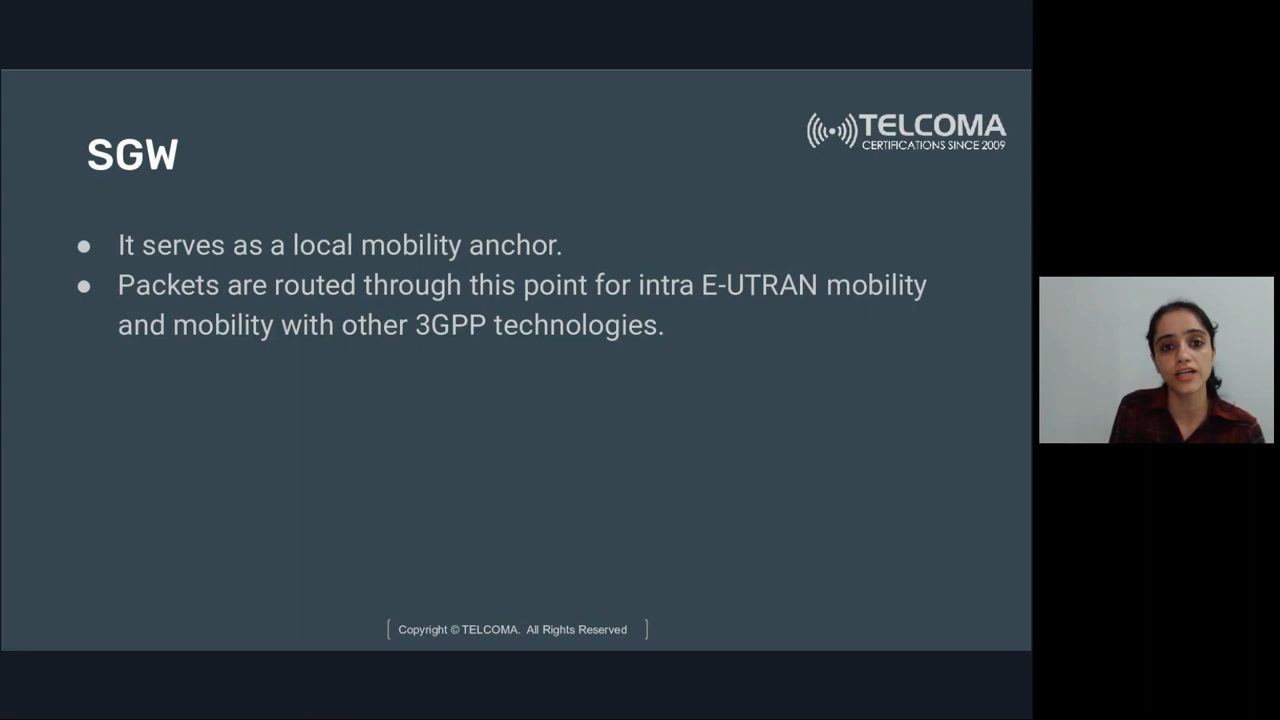 TELCOMA
CERTIFICATIONS SINCE 2009
SGW
● It serves as a local mobility anchor.
● Packets are routed through this point for intra E-UTRAN mobility
and mobility with other 3GPP technologies.
Copyright © TELCOMA. All Rights Reserved